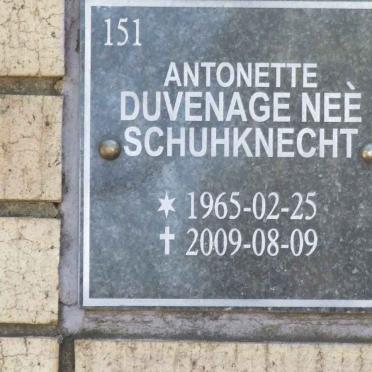 151
ANTONETTE
DUVENAGE NEÈ
SCHUHKNECHT
✶ 1965-02-25
✝ 2009-08-09